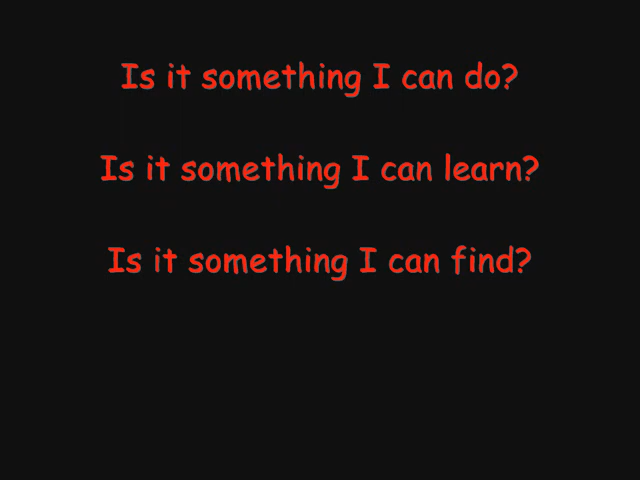 Is it something I can do?
Is it something I can learn?
Is it something I can find?